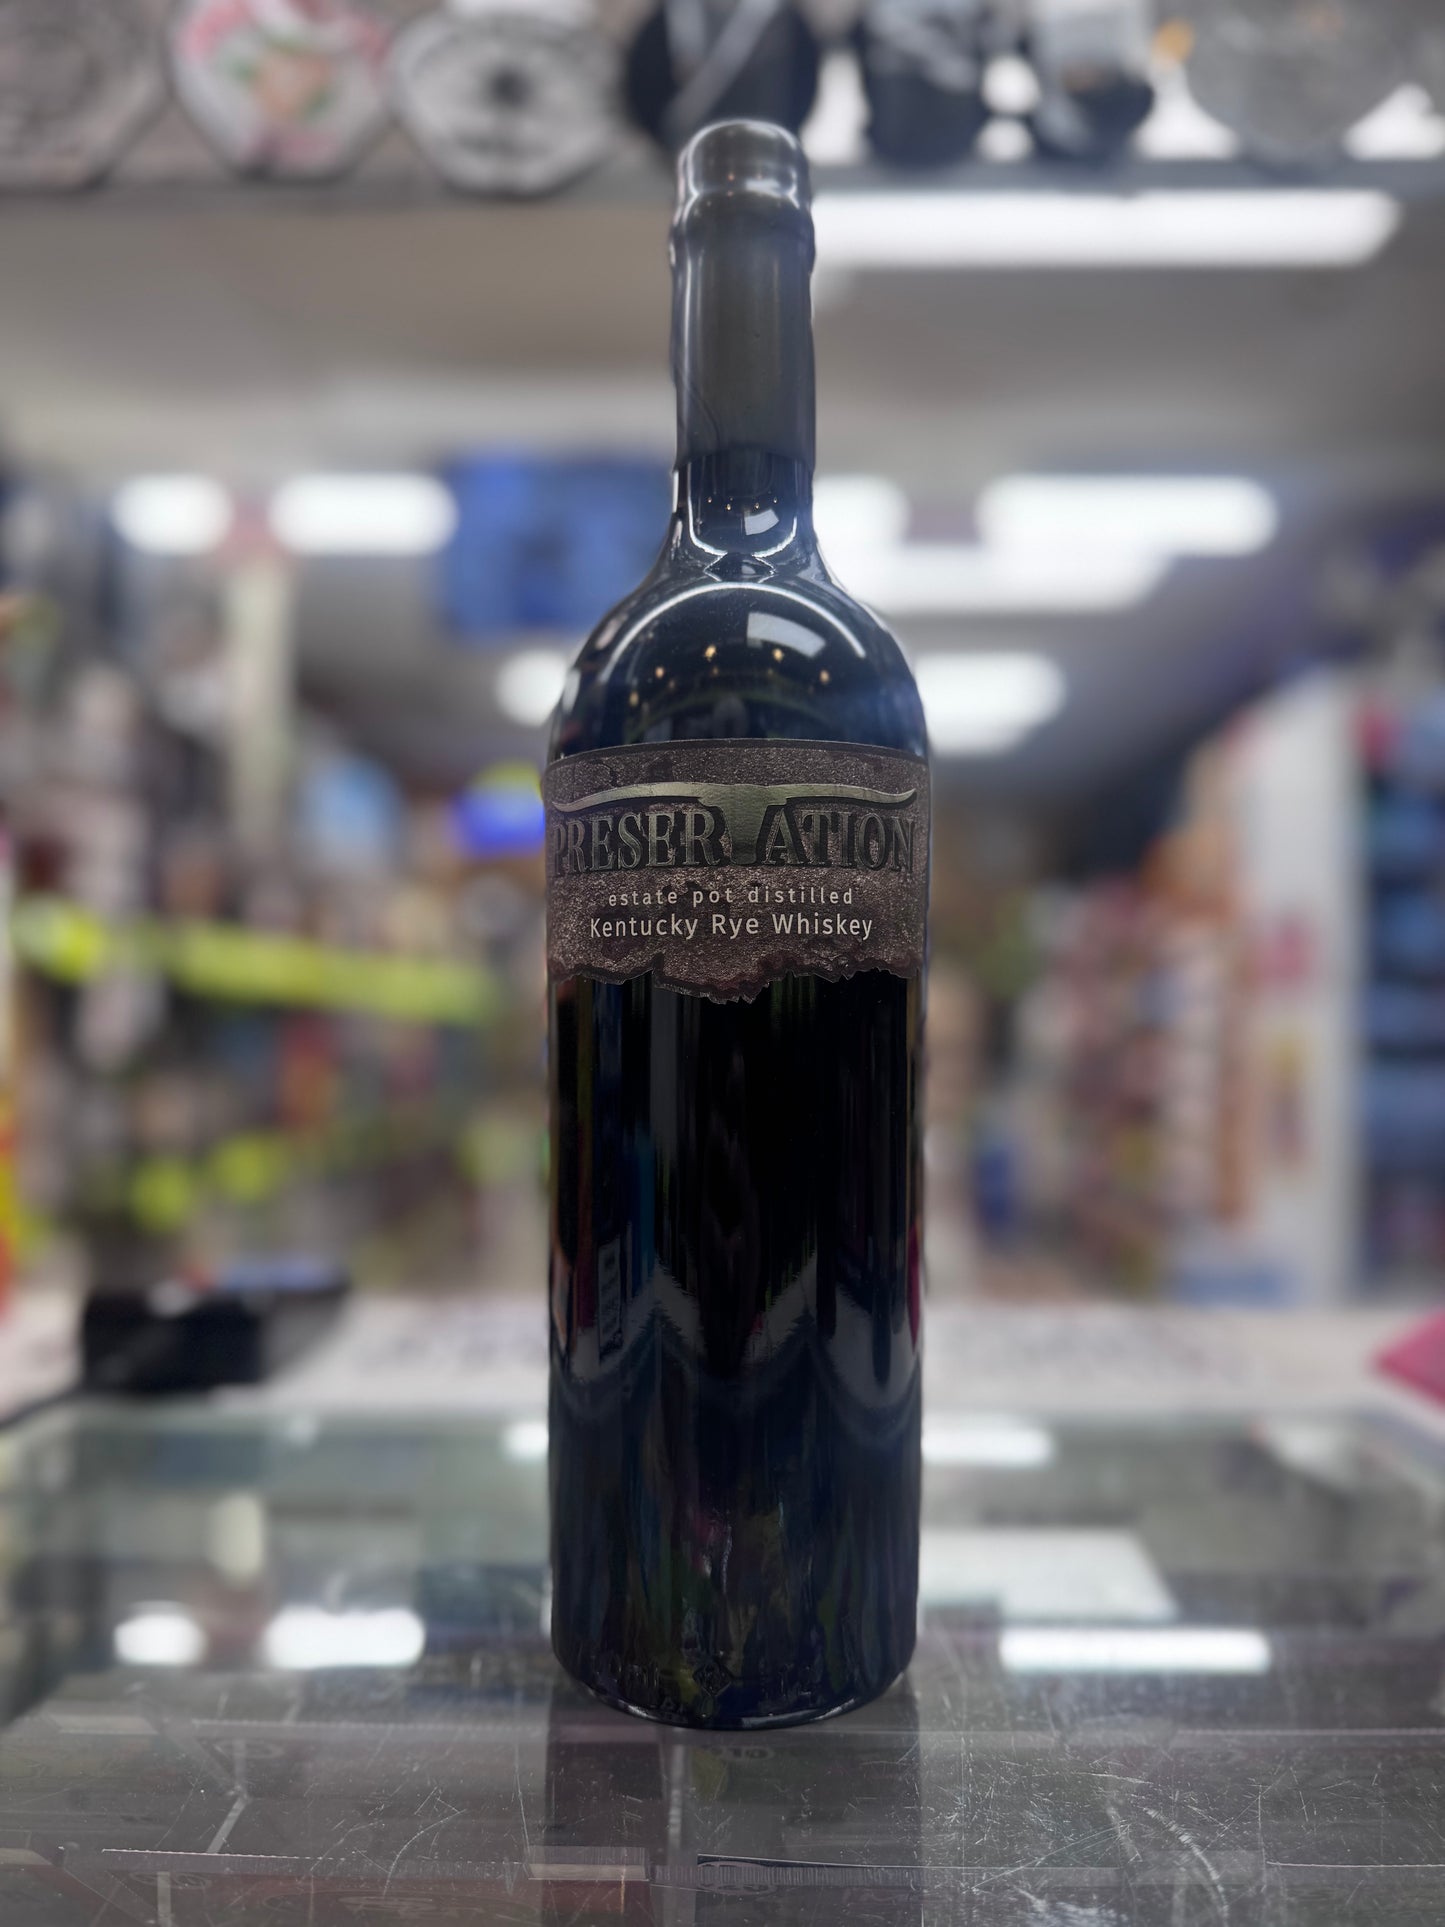 PRESERVATION
estate pot distilled
Kentucky Rye Whiskey